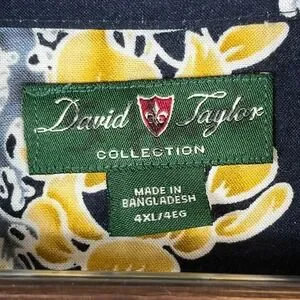 David Taylor
COLLECTION
MADE IN
BANGLADESH
4XL/4EG